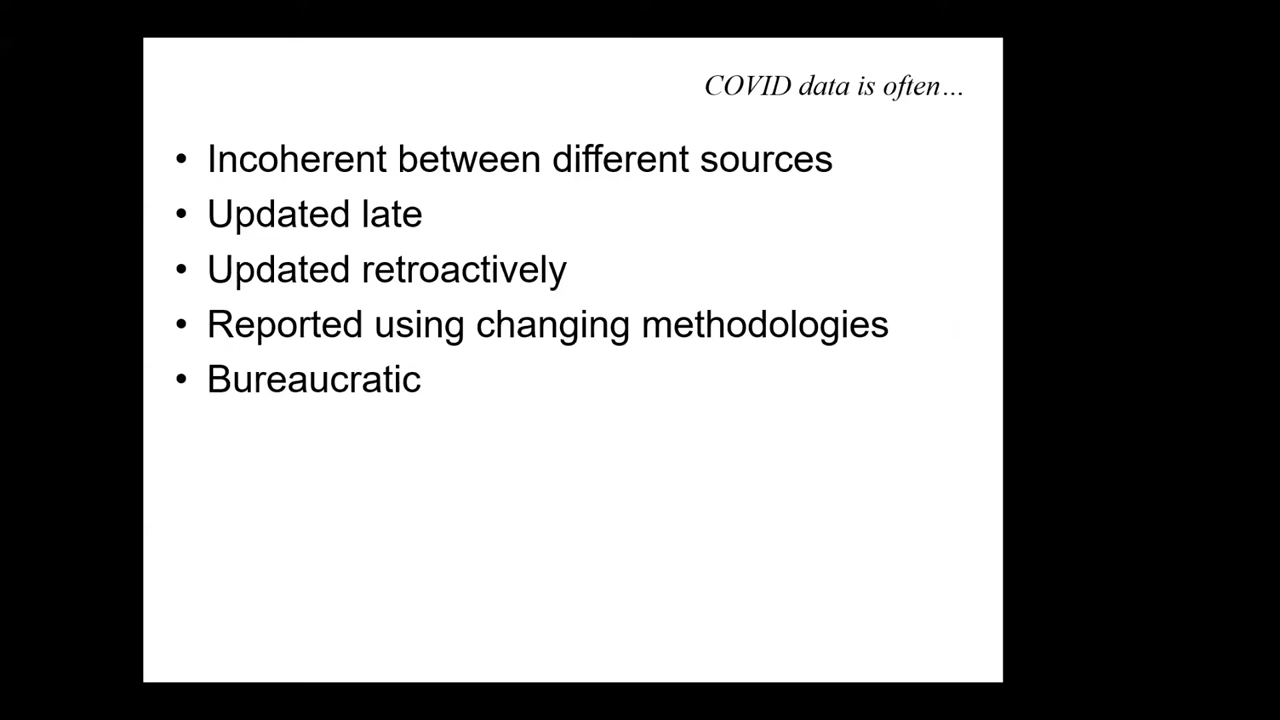 COVID data is often…
• Incoherent between different sources
• Updated late
• Updated retroactively
• Reported using changing methodologies
• Bureaucratic